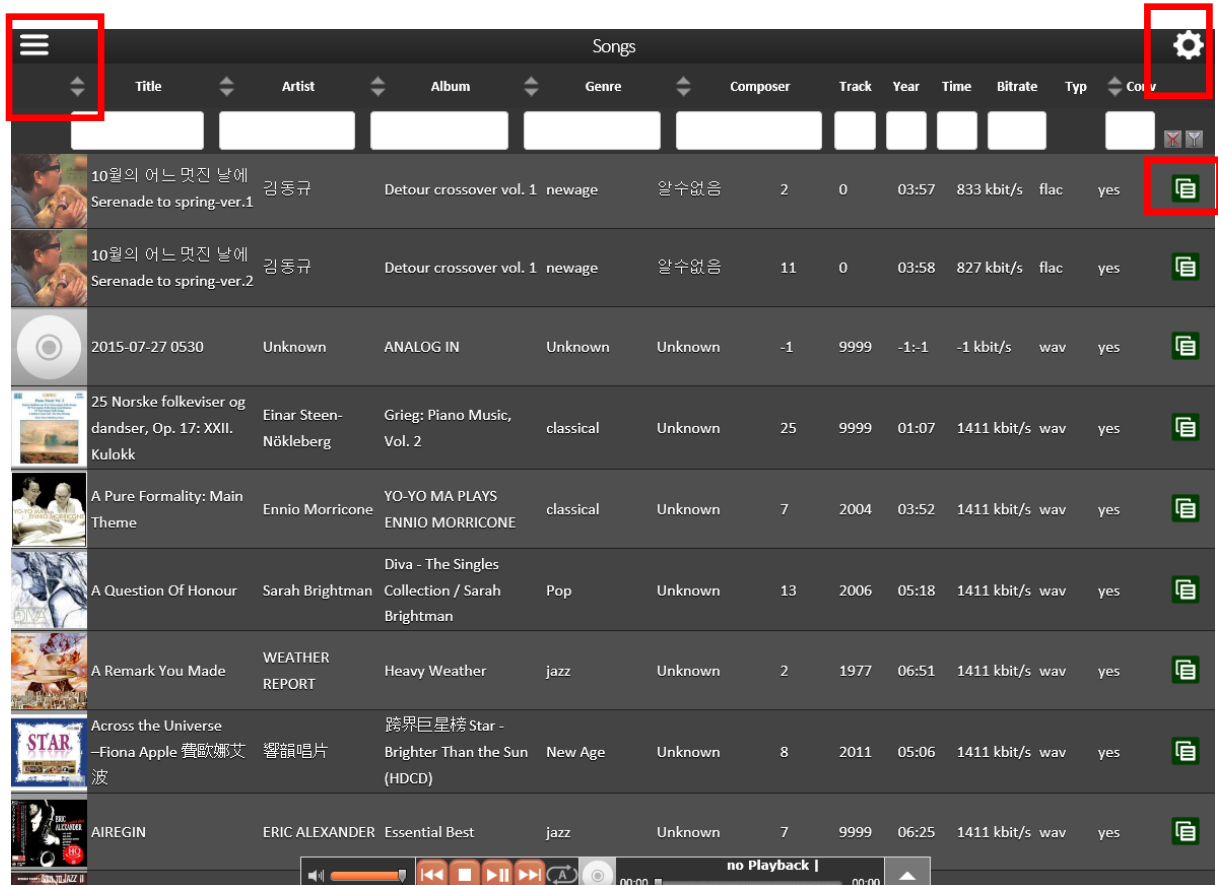 Songs
Title Artist Album Genre Composer Track Year Time Bitrate Typ Conv
10월의 어느 멋진 날에
Serenade to spring-ver.1
김동규
Detour crossover vol. 1
newage
알수없음
2
0
03:57
833 kbit/s
flac
yes
10월의 어느 멋진 날에
Serenade to spring-ver.2
김동규
Detour crossover vol. 1
newage
알수없음
11
0
03:58
827 kbit/s
flac
yes
2015-07-27 0530
Unknown
ANALOG IN
Unknown
Unknown
-1
9999
-1:-1
-1 kbit/s
wav
yes
25 Norske folkeviser og
dandser, Op. 17: XXII.
Kulokk
Einar Steen-
Nökleberg
Grieg: Piano Music,
Vol. 2
classical
Unknown
25
9999
01:07
1411 kbit/s
wav
yes
A Pure Formality: Main
Theme
Ennio Morricone
YO-YO MA PLAYS
ENNIO MORRICONE
classical
Unknown
7
2004
03:52
1411 kbit/s
wav
yes
DIVA
A Question Of Honour
Sarah Brightman
Diva - The Singles
Collection / Sarah
Brightman
Pop
Unknown
13
2006
05:18
1411 kbit/s
wav
yes
A Remark You Made
WEATHER
REPORT
Heavy Weather
jazz
Unknown
2
1977
06:51
1411 kbit/s
wav
yes
STAR
Across the Universe
–Fiona Apple 費歐娜艾
波
響韻唱片
跨界巨星榜 Star -
Brighter Than the Sun
(HDCD)
New Age
Unknown
8
2011
05:06
1411 kbit/s
wav
yes
ERIC
ALEXANDER
HQ
AIREGIN
ERIC ALEXANDER
Essential Best
jazz
Unknown
7
9999
06:25
1411 kbit/s
wav
yes
A
no Playback |
00:00
00:00